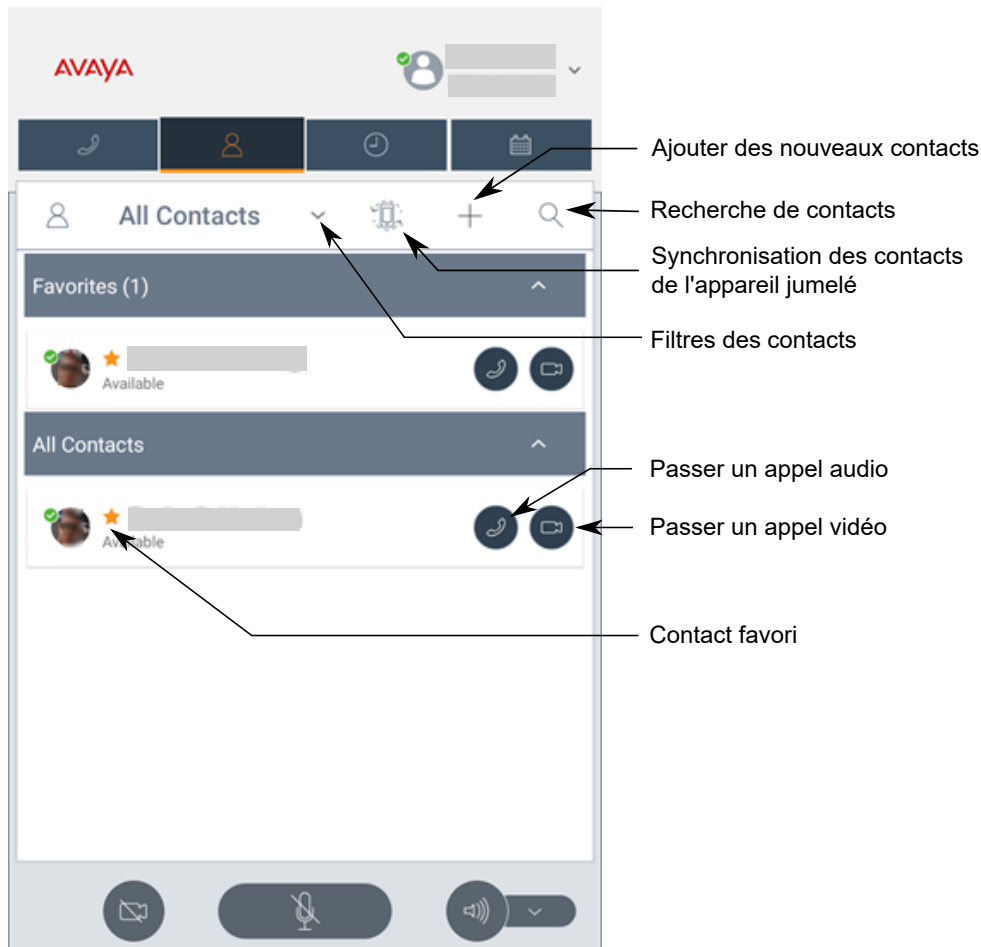 AVAYA
Ajouter des nouveaux contacts
All Contacts
Recherche de contacts
Synchronisation des contacts
de l'appareil jumelé
Favorites (1)
Filtres des contacts
Available
All Contacts
Passer un appel audio
Passer un appel vidéo
Available
Contact favori